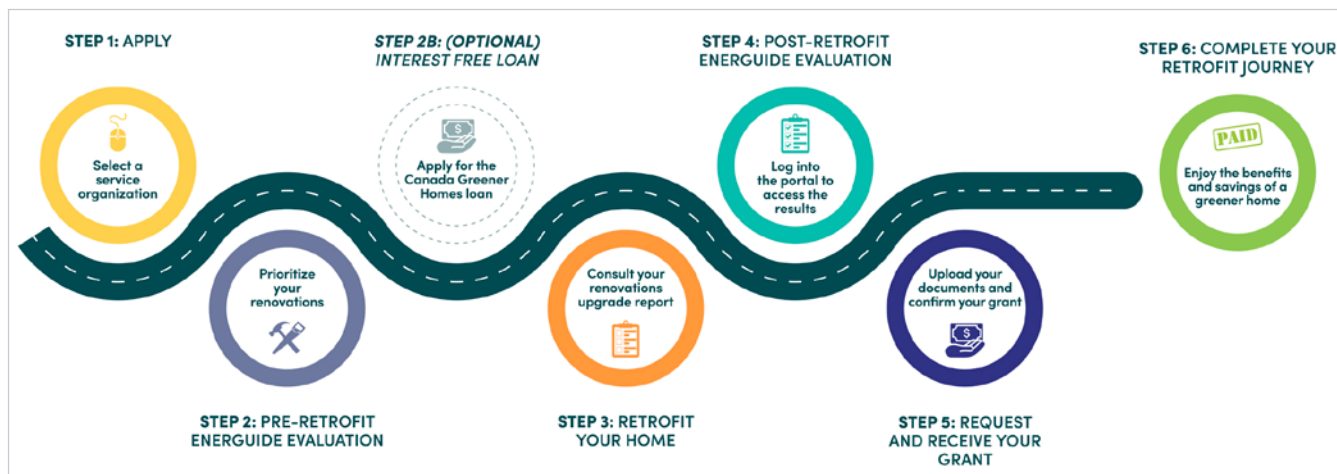 STEP 1: APPLY
Select a
service
organization
Prioritize
your
renovations
STEP 2: PRE-RETROFIT
ENERGUIDE EVALUATION
STEP 2B: (OPTIONAL)
INTEREST FREE LOAN
$
Apply for the
Canada Greener
Homes loan
Consult your
renovations
upgrade report
STEP 3: RETROFIT
YOUR HOME
STEP 4: POST-RETROFIT
ENERGUIDE EVALUATION
Log into
the portal to
access the
results
Upload your
documents and
confirm your grant
$
STEP 5: REQUEST
AND RECEIVE YOUR
GRANT
STEP 6: COMPLETE YOUR
RETROFIT JOURNEY
PAID
Enjoy the benefits
and savings of a
greener home